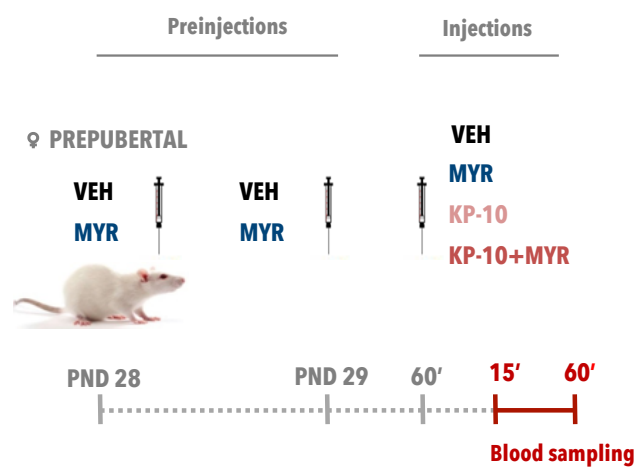 Preinjections
Injections
♀ PREPUBERTAL
VEH
MYR
VEH
MYR
VEH
MYR
KP-10
KP-10+MYR
PND 28
PND 29
60′
15′
60′
Blood sampling